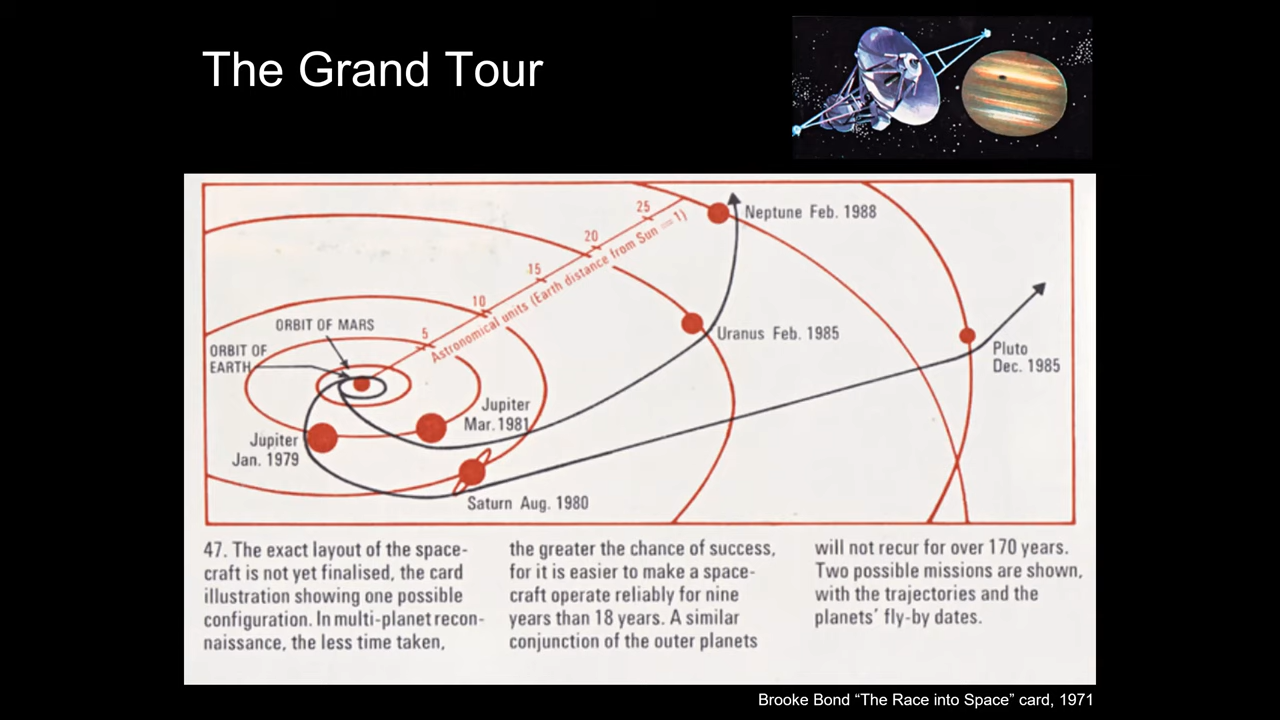 The Grand Tour
25
20
15
10
5
Astronomical units (Earth distance from Sun = 1)
Neptune Feb. 1988
ORBIT OF MARS
ORBIT OF
EARTH
Uranus Feb. 1985
Pluto
Dec. 1985
Jupiter
Mar. 1981
Jupiter
Jan. 1979
Saturn Aug. 1980
47. The exact layout of the space-
craft is not yet finalised, the card
illustration showing one possible
configuration. In multi-planet recon-
naissance, the less time taken,
the greater the chance of success,
for it is easier to make a space-
craft operate reliably for nine
years than 18 years. A similar
conjunction of the outer planets
will not recur for over 170 years.
Two possible missions are shown,
with the trajectories and the
planets' fly-by dates.
Brooke Bond “The Race into Space” card, 1971